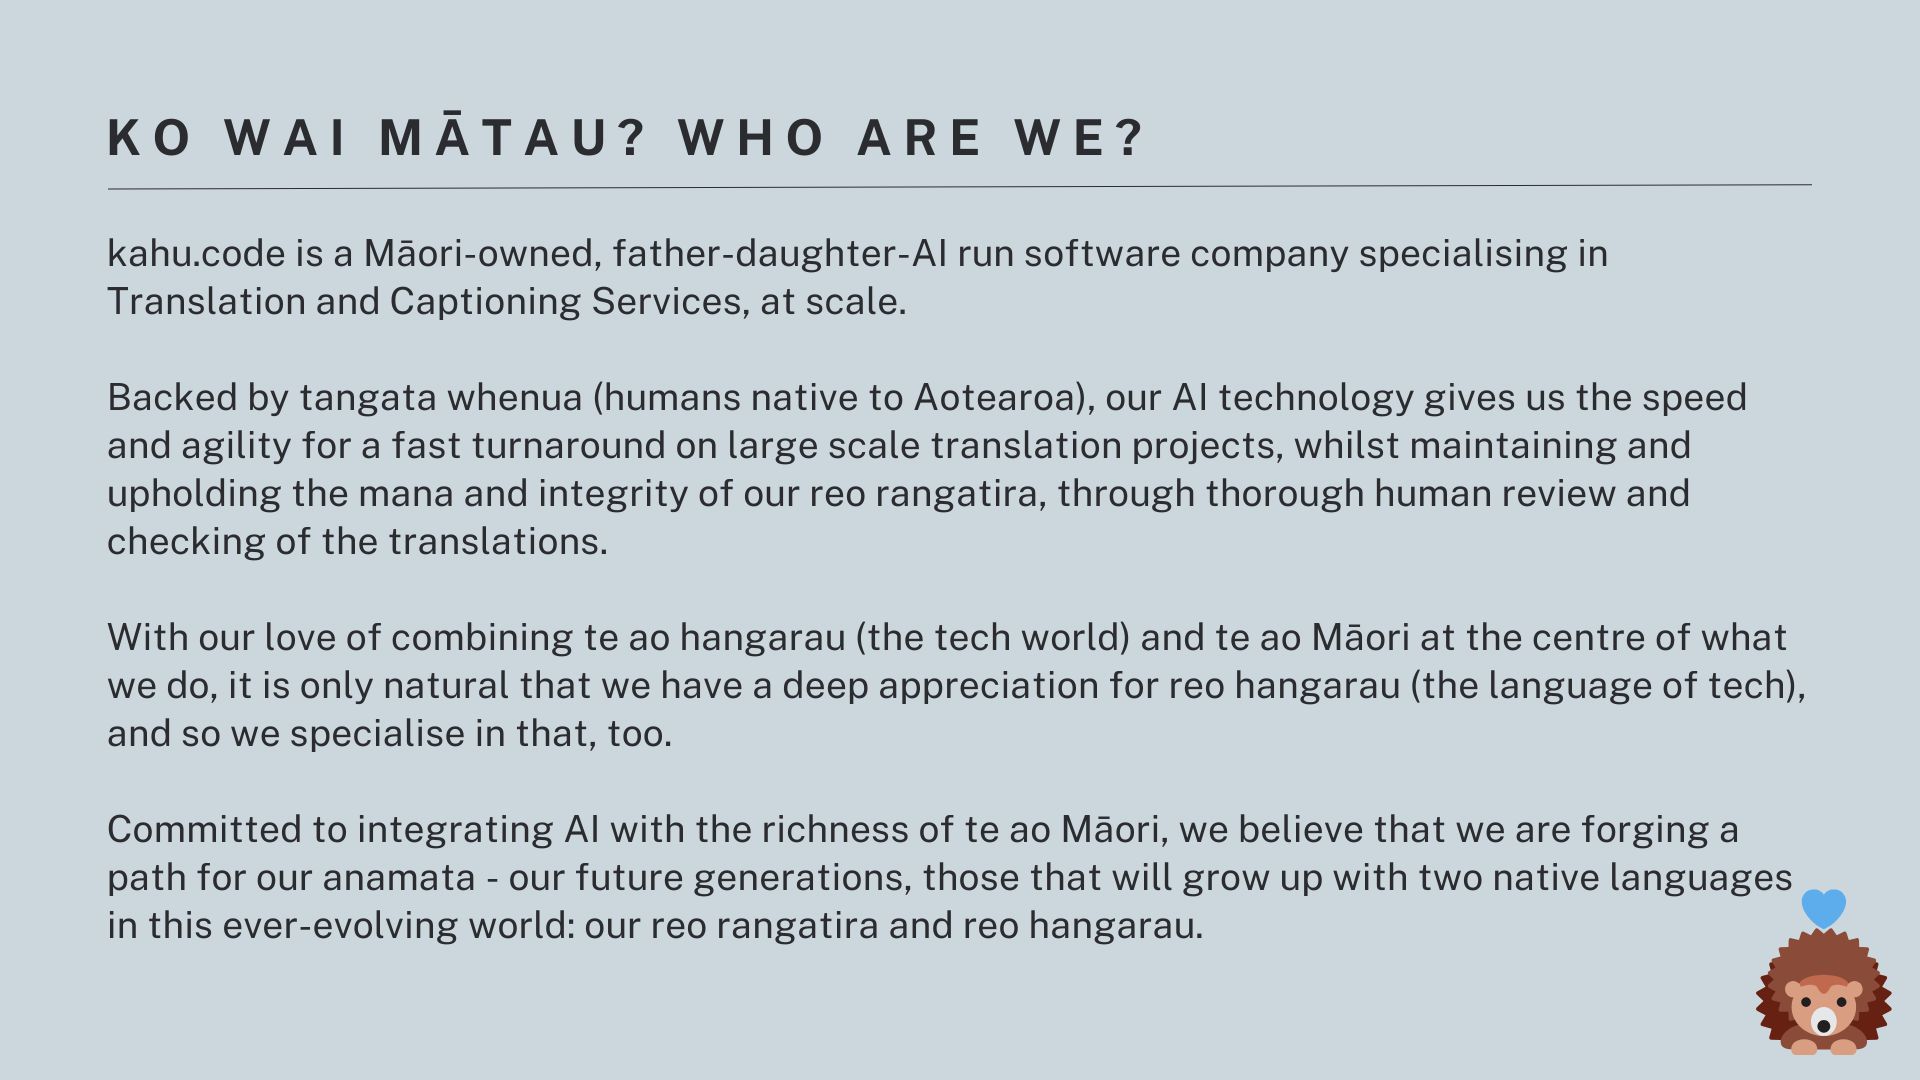 KO WAI MĀTAU? WHO ARE WE?
kahu.code is a Māori-owned, father-daughter-AI run software company specialising in
Translation and Captioning Services, at scale.
Backed by tangata whenua (humans native to Aotearoa), our AI technology gives us the speed
and agility for a fast turnaround on large scale translation projects, whilst maintaining and
upholding the mana and integrity of our reo rangatira, through thorough human review and
checking of the translations.
With our love of combining te ao hangarau (the tech world) and te ao Māori at the centre of what
we do, it is only natural that we have a deep appreciation for reo hangarau (the language of tech),
and so we specialise in that, too.
Committed to integrating AI with the richness of te ao Māori, we believe that we are forging a
path for our anamata - our future generations, those that will grow up with two native languages
in this ever-evolving world: our reo rangatira and reo hangarau.